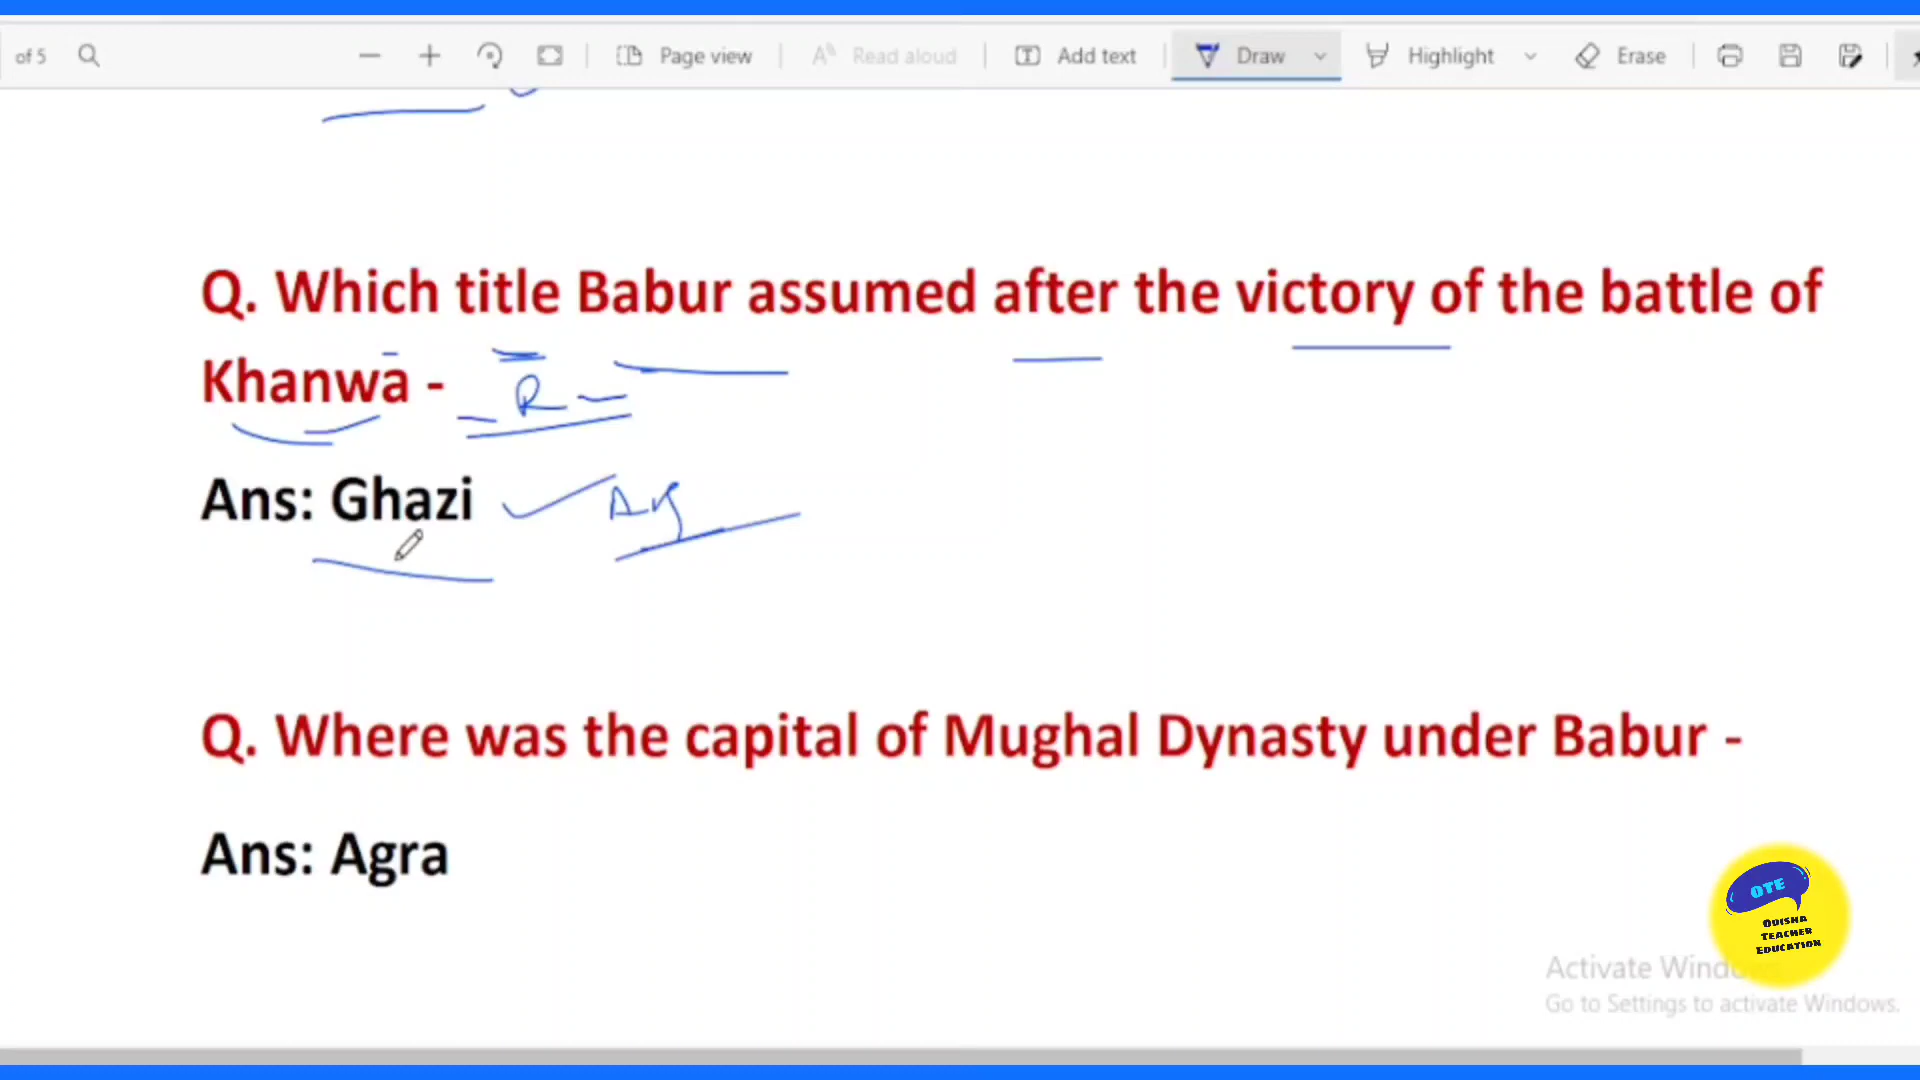 of 5
Page view
Read aloud
Add text
Draw
Highlight
Erase
Q. Which title Babur assumed after the victory of the battle of
Khanwa -
R
Ans: Ghazi
Q. Where was the capital of Mughal Dynasty under Babur -
Ans: Agra
OTE
ODISHA
TEACHER
EDUCATION
Activate Wind
Go to Settings to activate Windows.